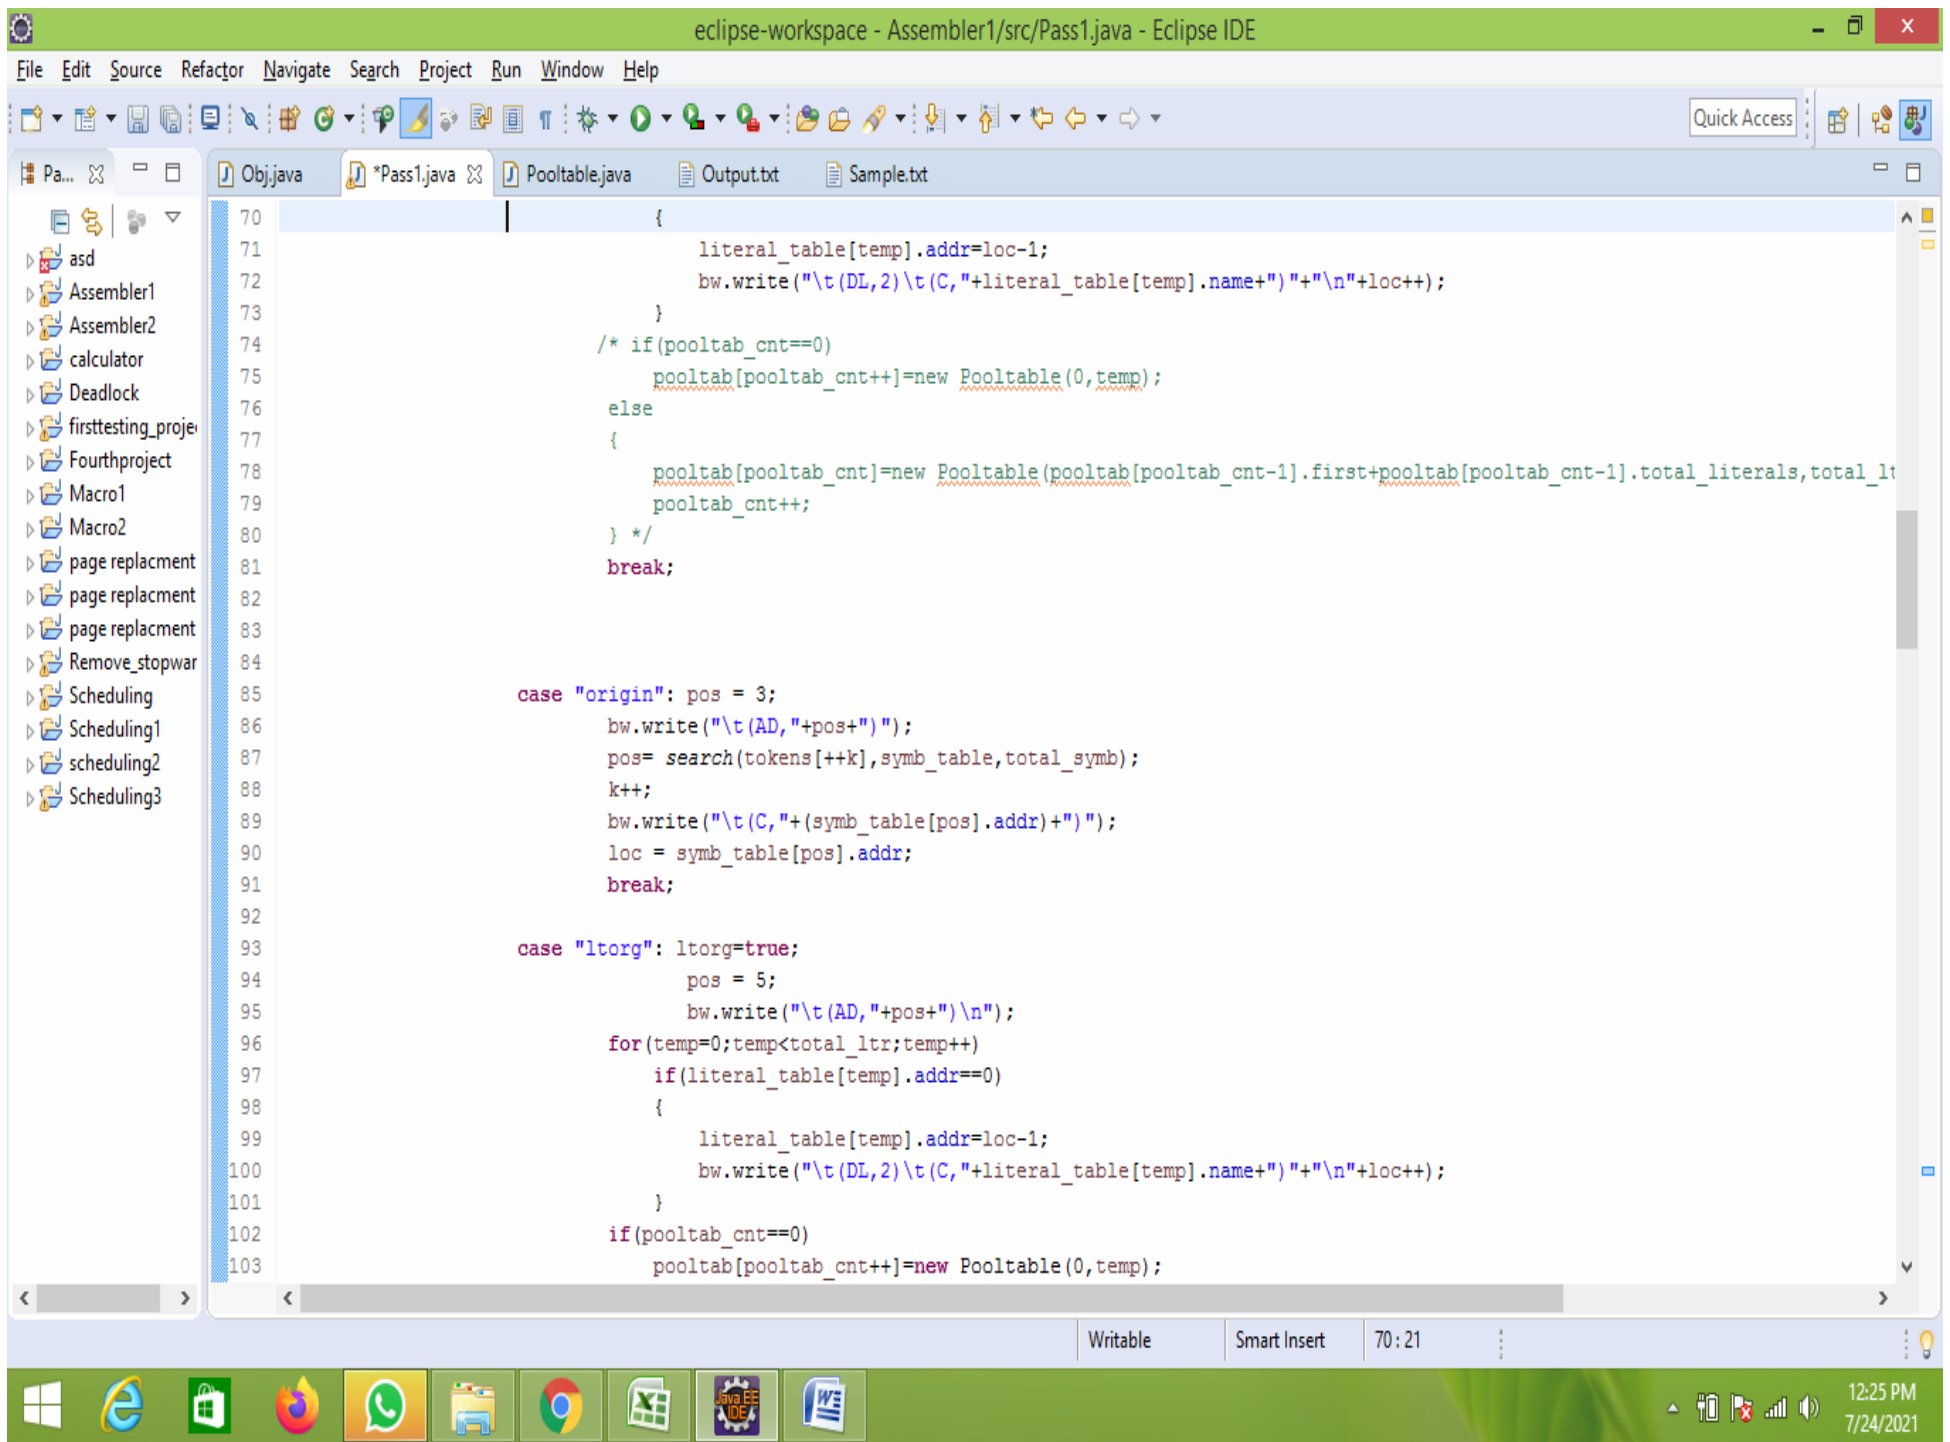 eclipse-workspace - Assembler1/src/Pass1.java - Eclipse IDE
File Edit Source Refactor Navigate Search Project Run Window Help
Quick Access
Pa...
Obj.java *Pass1.java Pooltable.java Output.txt Sample.txt
asd
Assembler1
Assembler2
calculator
Deadlock
firsttesting_proje
Fourthproject
Macro1
Macro2
page replacment
page replacment
page replacment
Remove_stopwar
Scheduling
Scheduling1
scheduling2
Scheduling3
70 {
71 literal_table[temp].addr=loc-1;
72 bw.write("\t(DL,2)\t(C,"+literal_table[temp].name+")"+"\n"+loc++);
73 }
74 /* if(pooltab_cnt==0)
75 pooltab[pooltab_cnt++]=new Pooltable(0,temp);
76 else
77 {
78 pooltab[pooltab_cnt]=new Pooltable(pooltab[pooltab_cnt-1].first+pooltab[pooltab_cnt-1].total_literals,total_lt
79 pooltab_cnt++;
80 } */
81 break;
82
83
84
85 case "origin": pos = 3;
86 bw.write("\t(AD,"+pos+")");
87 pos= search(tokens[++k],symb_table,total_symb);
88 k++;
89 bw.write("\t(C,"+(symb_table[pos].addr)+")");
90 loc = symb_table[pos].addr;
91 break;
92
93 case "ltorg": ltorg=true;
94 pos = 5;
95 bw.write("\t(AD,"+pos+")\n");
96 for(temp=0;temp<total_ltr;temp++)
97 if(literal_table[temp].addr==0)
98 {
99 literal_table[temp].addr=loc-1;
100 bw.write("\t(DL,2)\t(C,"+literal_table[temp].name+")"+"\n"+loc++);
101 }
102 if(pooltab_cnt==0)
103 pooltab[pooltab_cnt++]=new Pooltable(0,temp);
Writable Smart Insert 70 : 21
Java EE
IDE
12:25 PM
7/24/2021